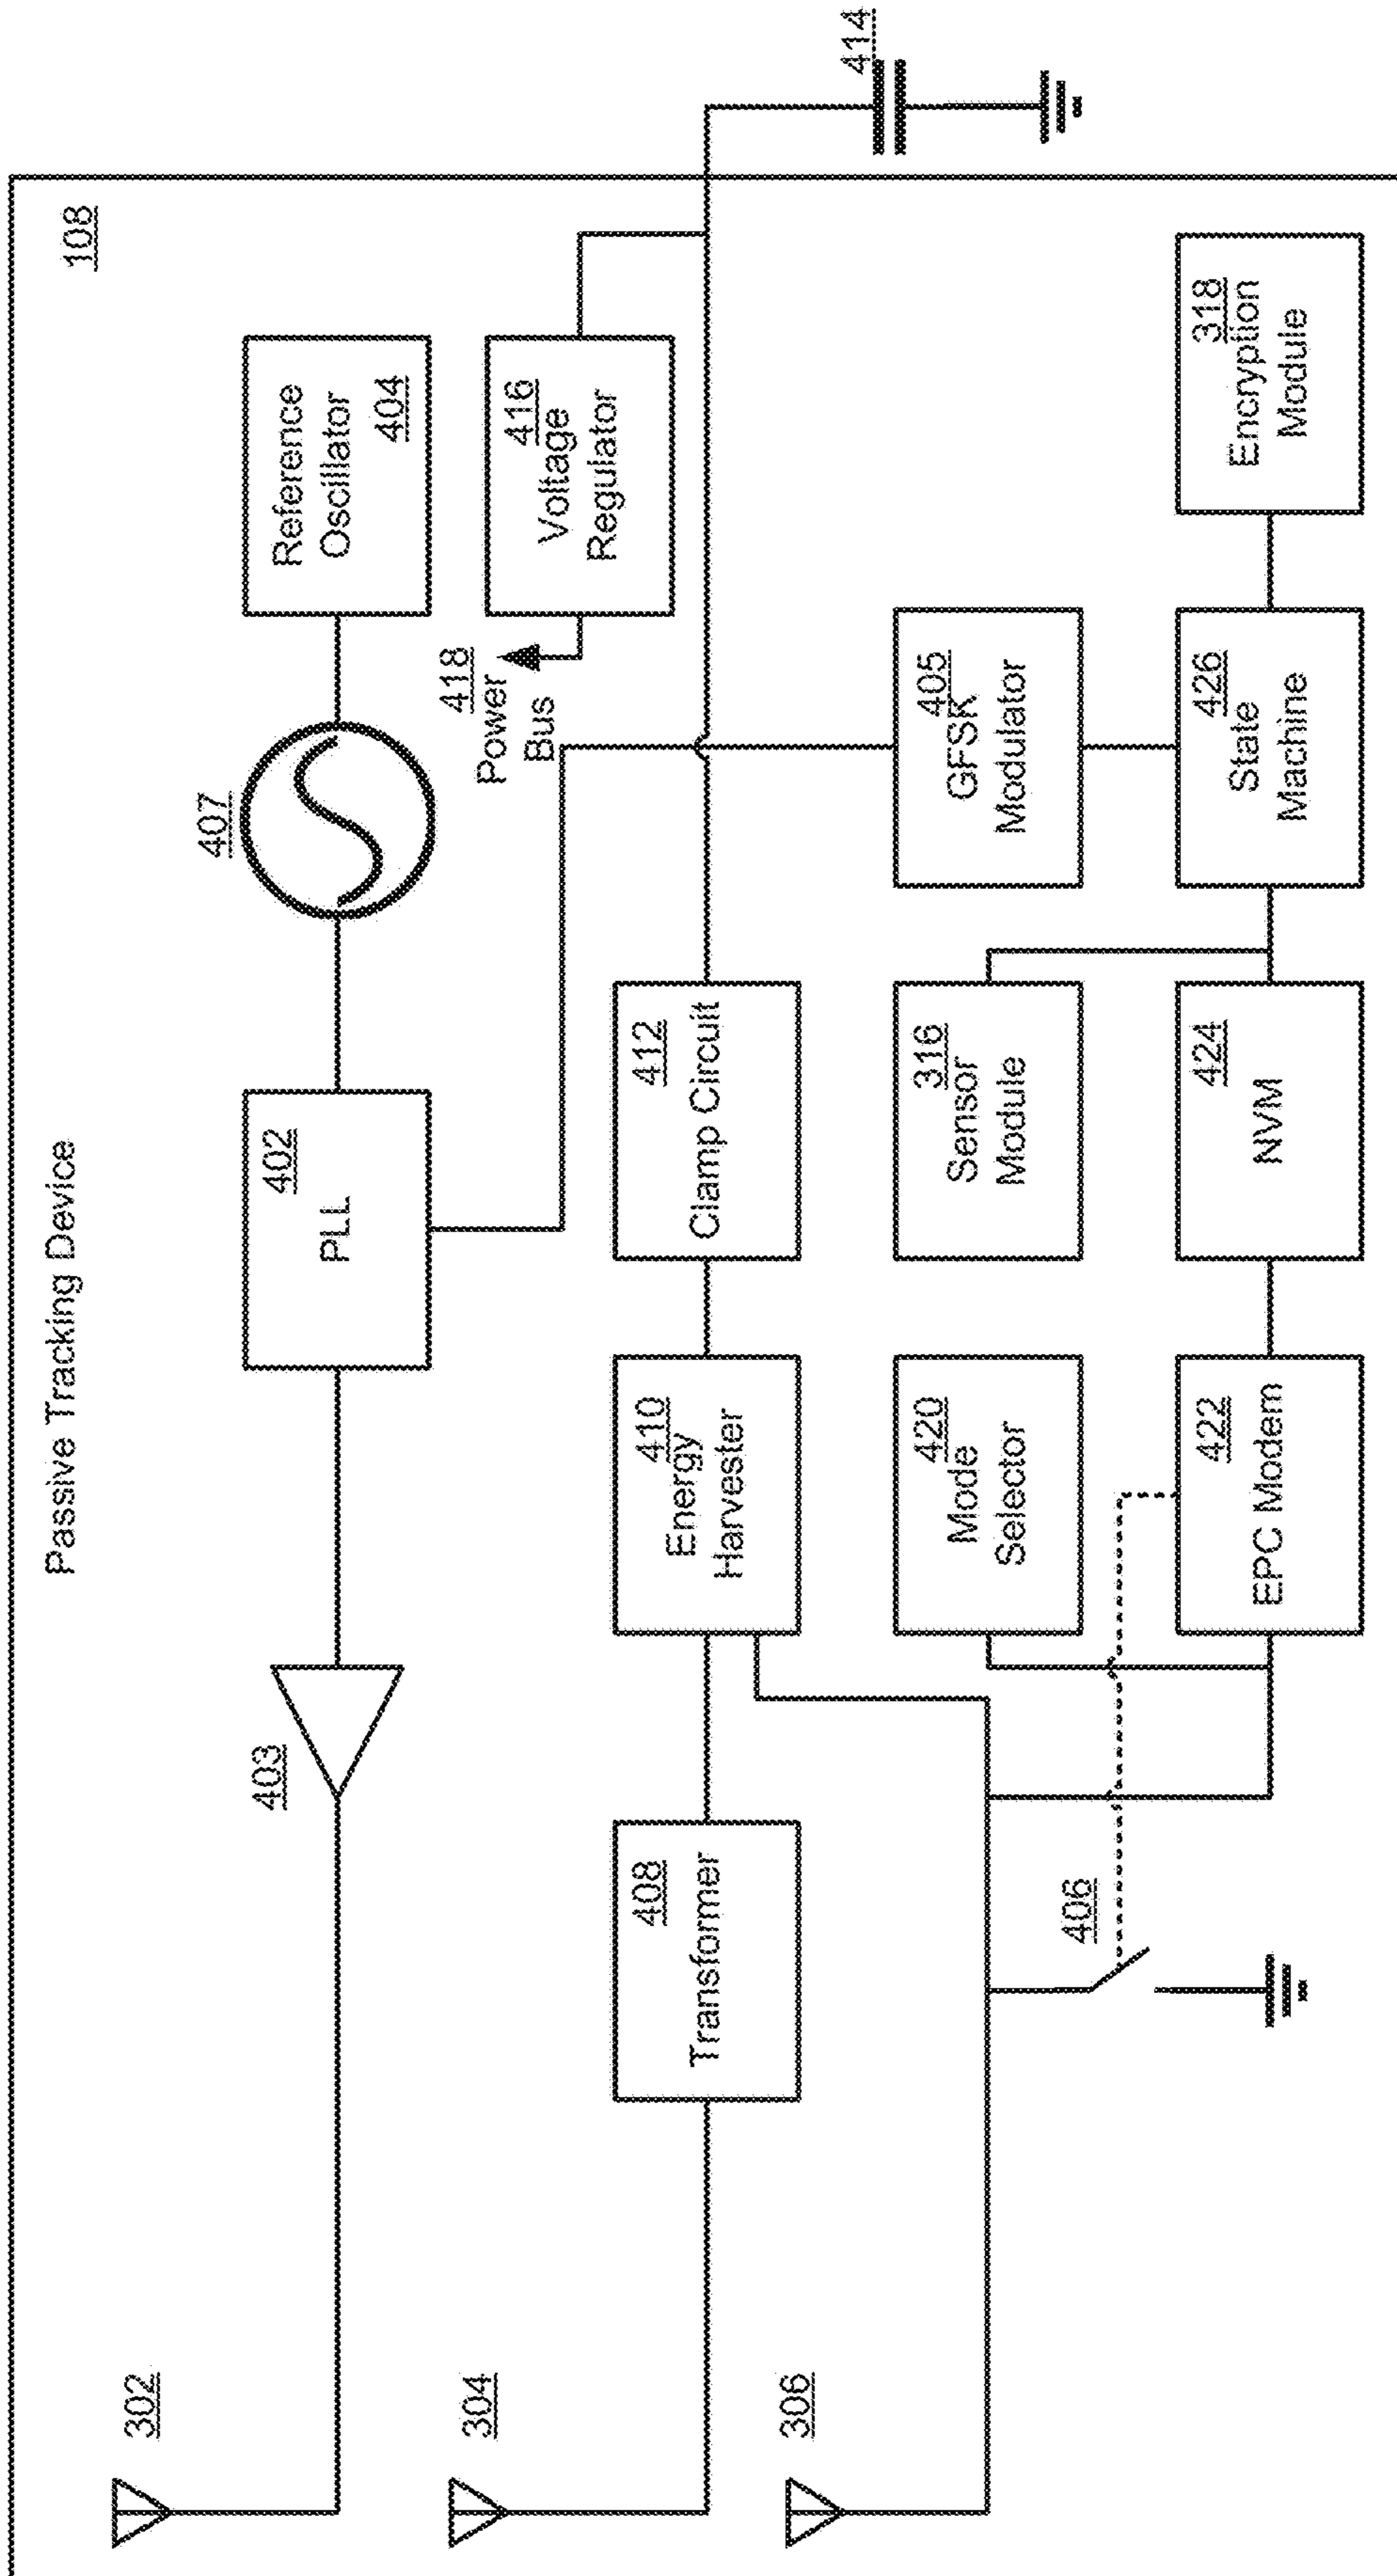 Passive Tracking Device
108
302
403
402
PLL
407
Reference
Oscillator
404
304
408
Transformer
410
Energy
Harvester
412
Clamp Circuit
418
Power
Bus
416
Voltage
Regulator
414
306
406
420
Mode
Selector
316
Sensor
Module
405
GFSK
Modulator
422
EPC Modem
424
NVM
426
State
Machine
318
Encryption
Module